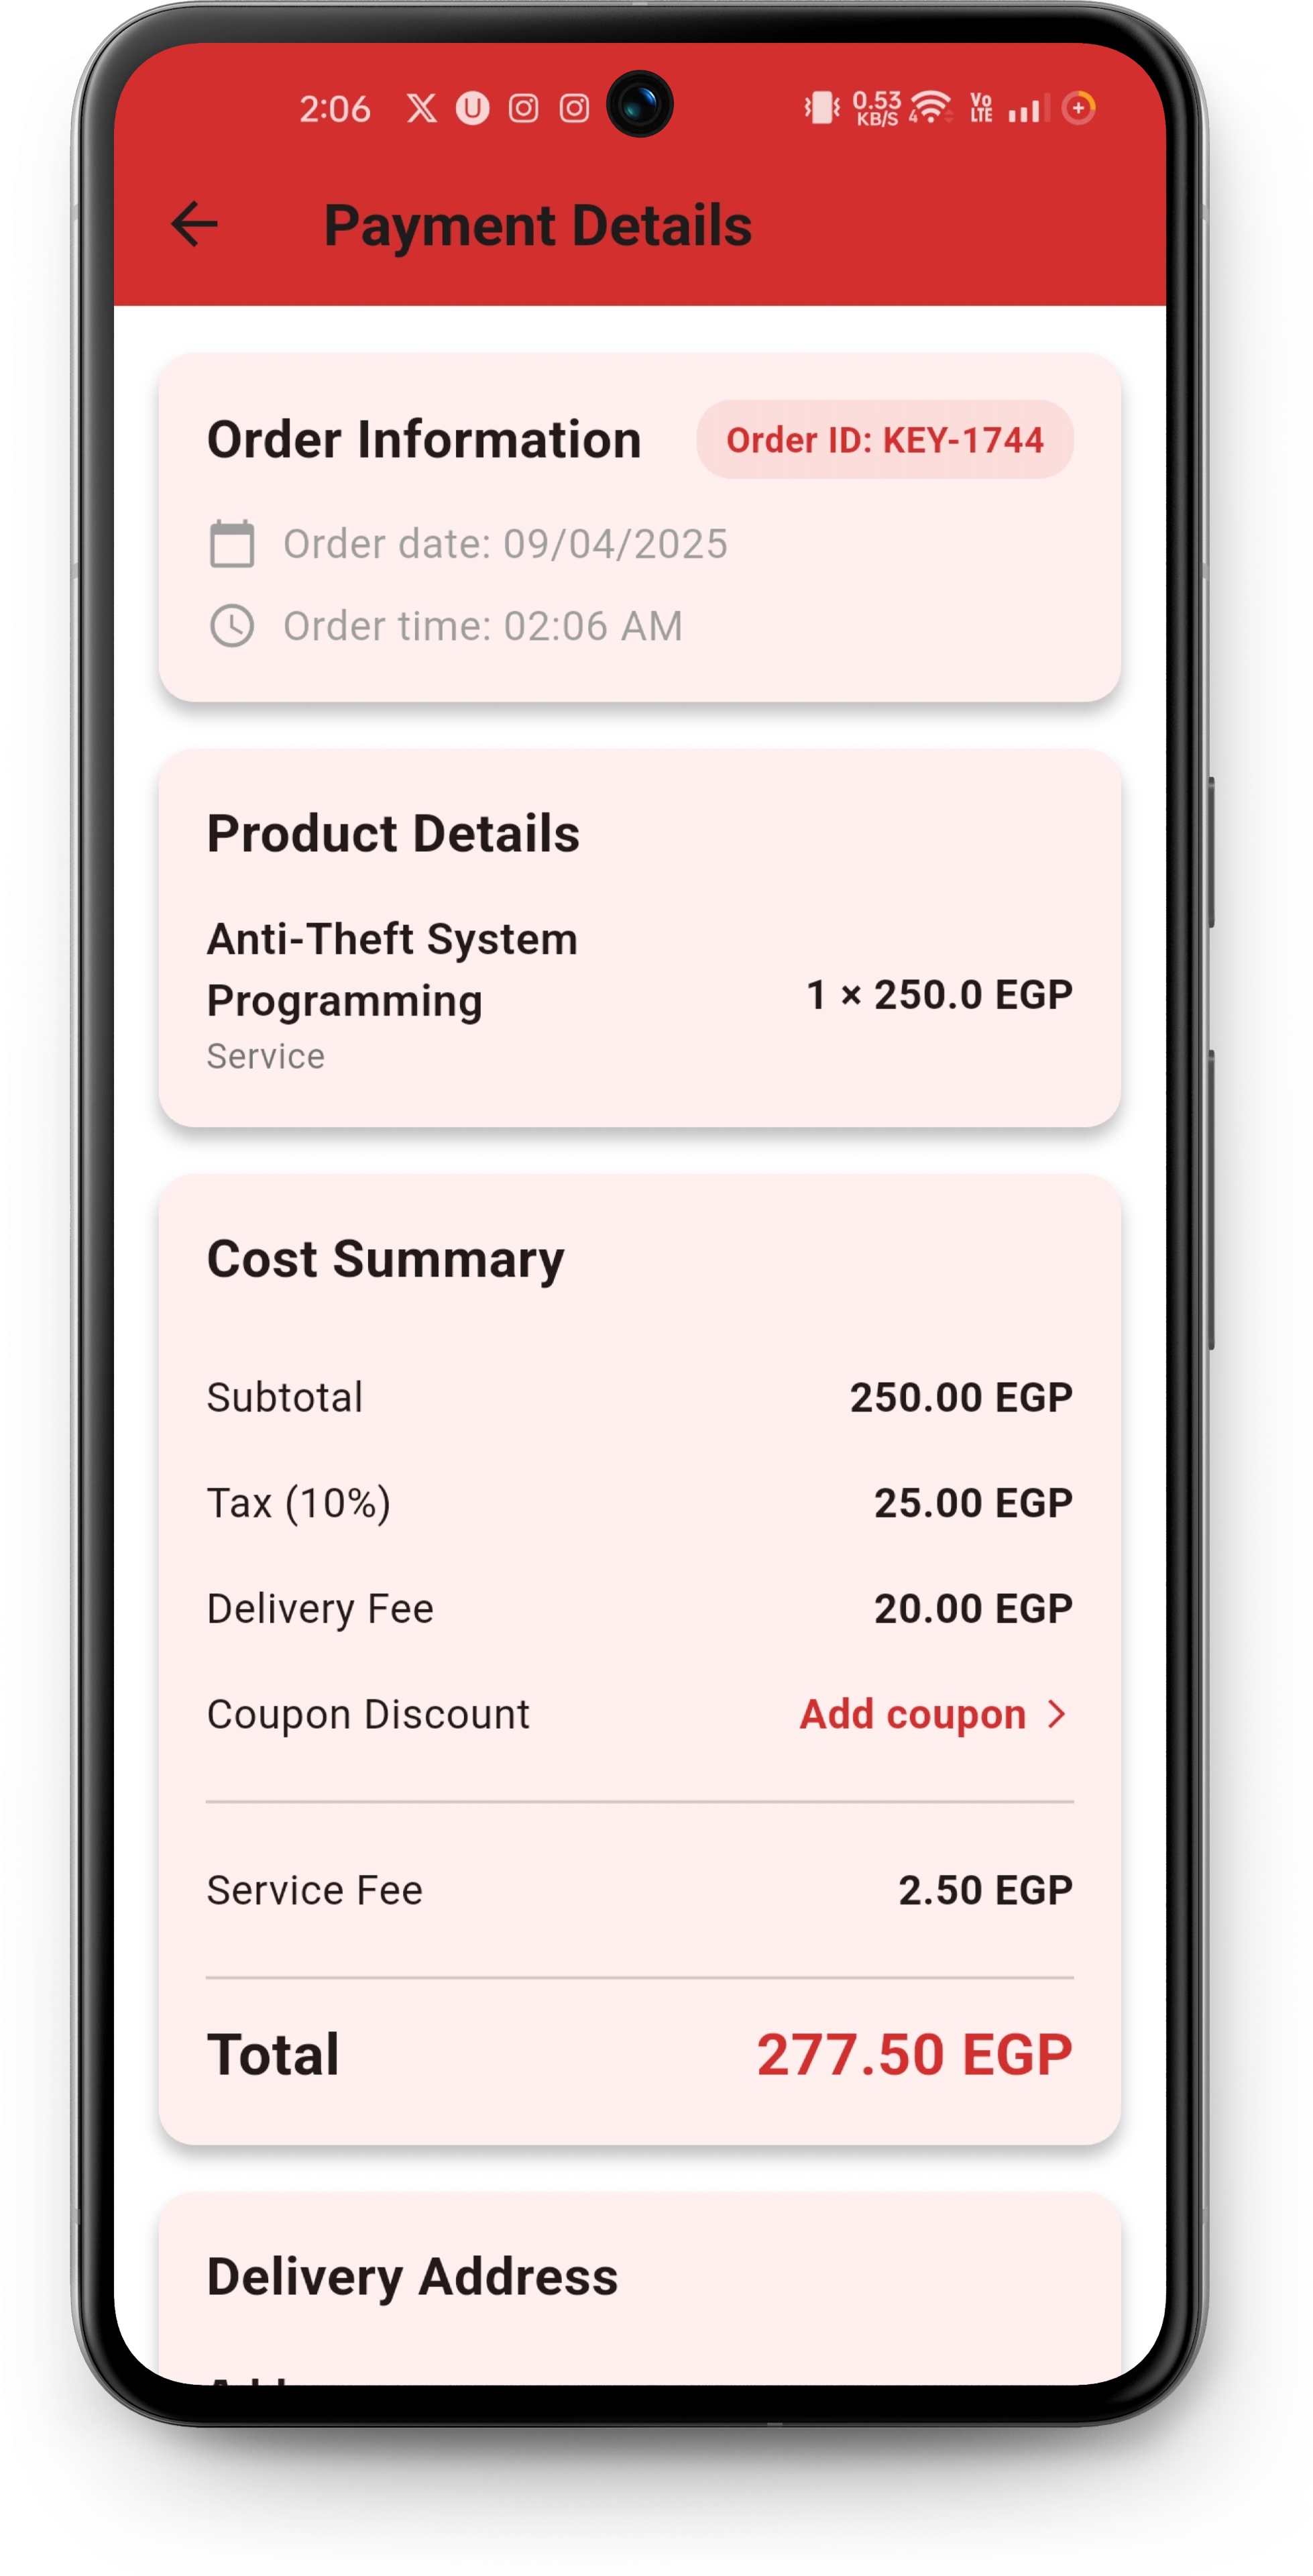 2:06
0.53
KB/S
4
Vo
LTE
Payment Details
Order Information
Order ID: KEY-1744
Order date: 09/04/2025
Order time: 02:06 AM
Product Details
Anti-Theft System
Programming
1 × 250.0 EGP
Service
Cost Summary
Subtotal 250.00 EGP
Tax (10%) 25.00 EGP
Delivery Fee 20.00 EGP
Coupon Discount Add coupon
Service Fee 2.50 EGP
Total 277.50 EGP
Delivery Address